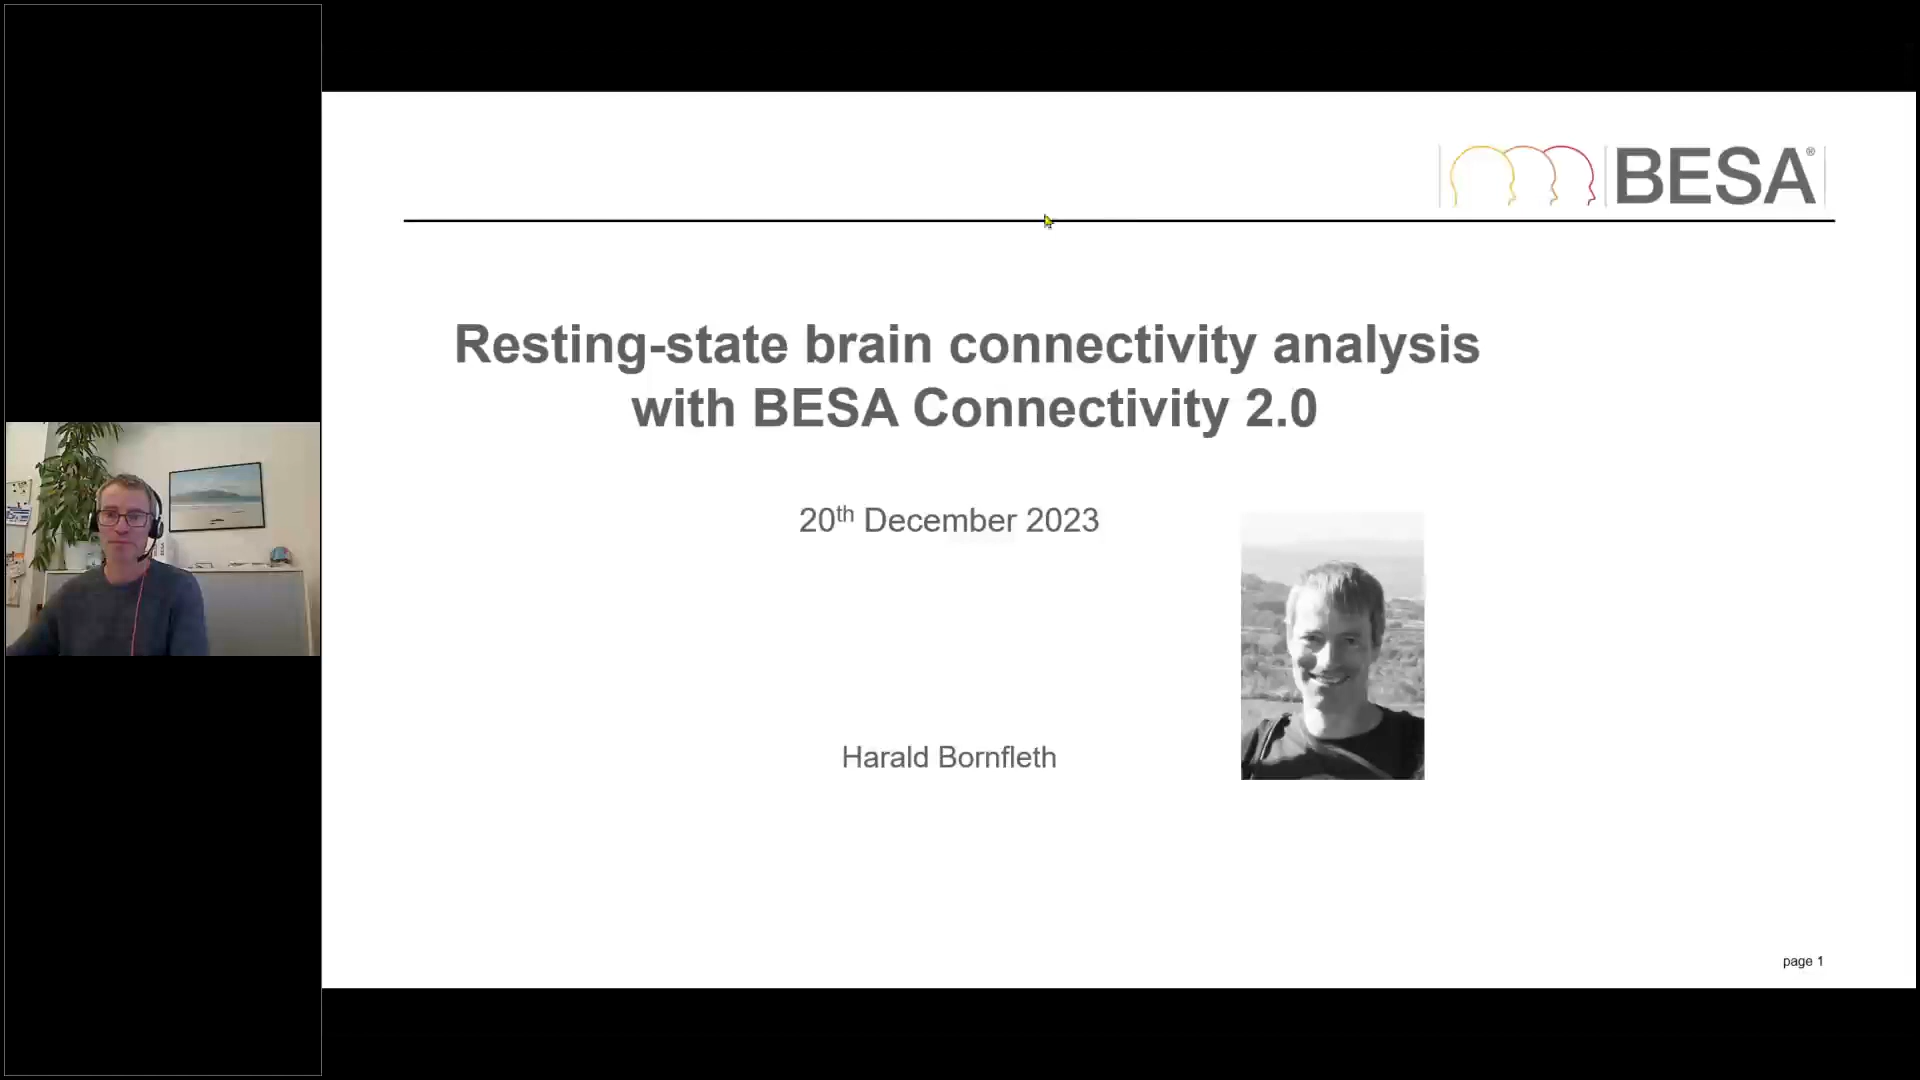 BESA®
Resting-state brain connectivity analysis
with BESA Connectivity 2.0
20th December 2023
Harald Bornfleth
page 1